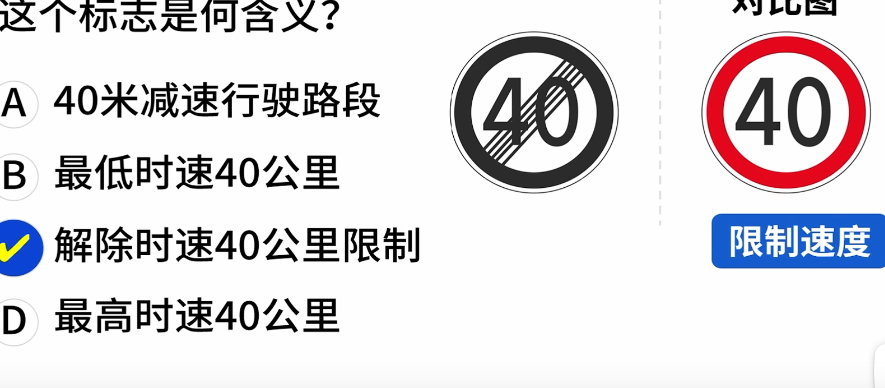 这个标志是何含义?
对比图
A 40米减速行驶路段
B 最低时速40公里
解除时速40公里限制
D 最高时速40公里
40
40
限制速度